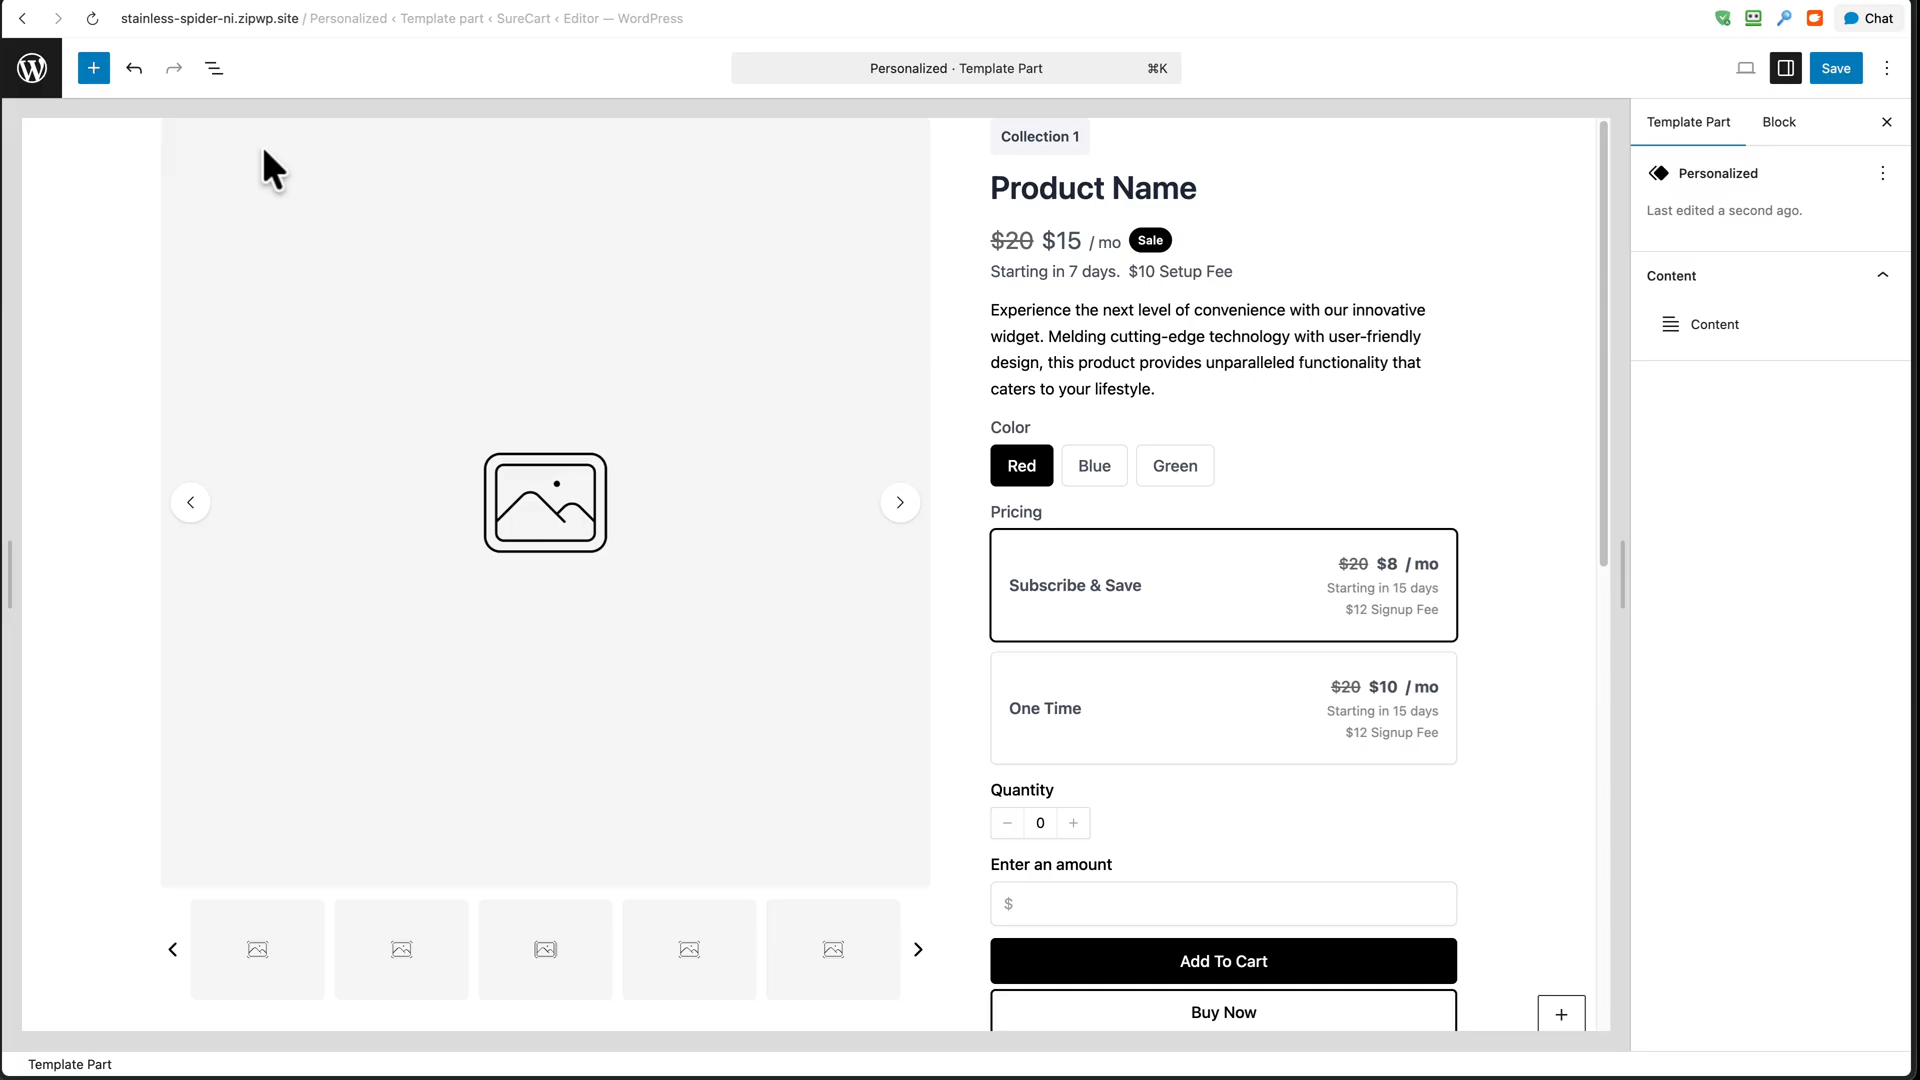 stainless-spider-ni.zipwp.site / Personalized ‹ Template part ‹ SureCart ‹ Editor — WordPress
Chat
Personalized · Template Part ⌘K
Save
Template Part Block
Personalized
Last edited a second ago.
Content
Content
Collection 1
Product Name
$20 $15 / mo Sale
Starting in 7 days. $10 Setup Fee
Experience the next level of convenience with our innovative
widget. Melding cutting-edge technology with user-friendly
design, this product provides unparalleled functionality that
caters to your lifestyle.
Color
Red Blue Green
Pricing
Subscribe & Save
$20 $8 / mo
Starting in 15 days
$12 Signup Fee
One Time
$20 $10 / mo
Starting in 15 days
$12 Signup Fee
Quantity
− 0 +
Enter an amount
$
Add To Cart
Buy Now
Template Part